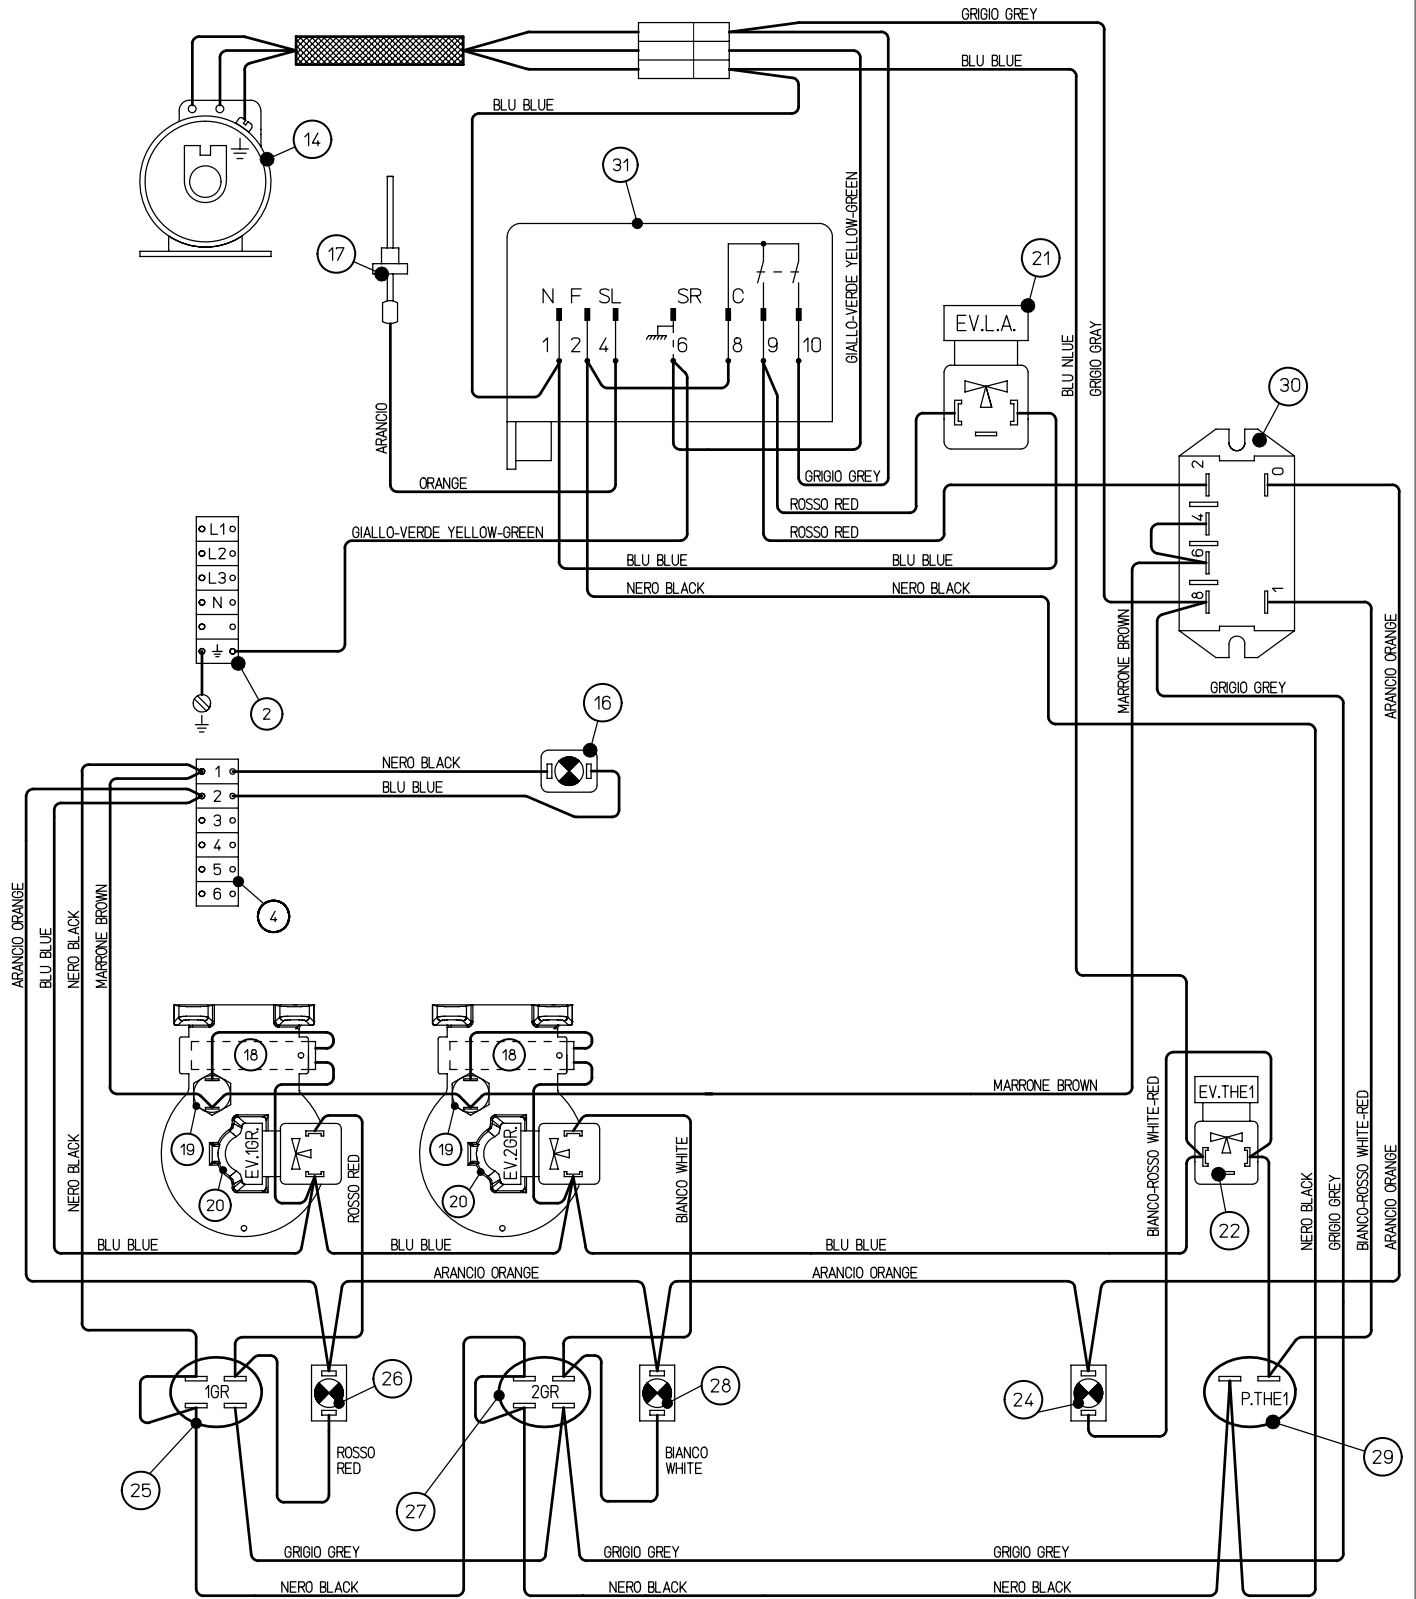 GRIGIO GREY
BLU BLUE
BLU BLUE
14
31
GIALLO-VERDE YELLOW-GREEN
17
21
N F SL SR C
EV.L.A.
1 2 4 6 8 9 10
BLU NLUE
GRIGIO GRAY
30
ARANCIO
ORANGE
GRIGIO GREY
2 0
ROSSO RED
4
L1
GIALLO-VERDE YELLOW-GREEN
ROSSO RED
L2
6
BLU BLUE
BLU BLUE
L3
NERO BLACK
NERO BLACK
8 1
N
MARRONE BROWN
ARANCIO ORANGE
GRIGIO GREY
2
16
NERO BLACK
1
BLU BLUE
2
3
4
5
6
4
ARANCIO ORANGE
BLU BLUE
NERO BLACK
MARRONE BROWN
18
18
MARRONE BROWN
EV.THE1
19
EV.1GR.
19
EV.2GR.
20
20
NERO BLACK
ROSSO RED
BIANCO WHITE
BIANCO-ROSSO WHITE-RED
22
NERO BLACK
GRIGIO GREY
BIANCO-ROSSO WHITE-RED
ARANCIO ORANGE
BLU BLUE
BLU BLUE
BLU BLUE
ARANCIO ORANGE
ARANCIO ORANGE
1GR
26
2GR
28
24
P.THE1
25
ROSSO
RED
27
BIANCO
WHITE
29
GRIGIO GREY
GRIGIO GREY
GRIGIO GREY
NERO BLACK
NERO BLACK
NERO BLACK